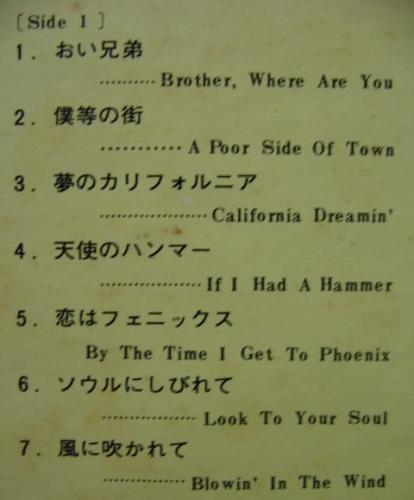 [Side 1]
1. おい兄弟
·········· Brother, Where Are You
2. 僕等の街
··········· A Poor Side Of Town
3. 夢のカリフォルニア
··················· California Dreamin'
4. 天使のハンマー
·················· If I Had A Hammer
5. 恋はフェニックス
By The Time I Get To Phoenix
6. ソウルにしびれて
················ Look To Your Soul
7. 風に吹かれて
·············· Blowin' In The Wind